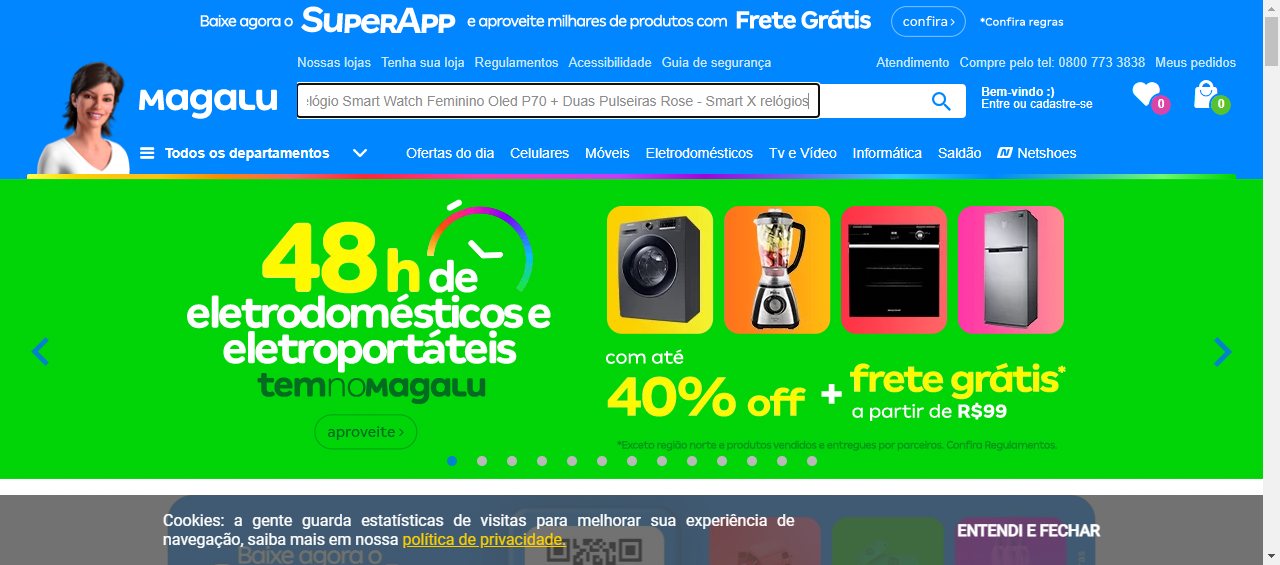 Baixe agora o SuperApp e aproveite milhares de produtos com Frete Grátis confira > *Confira regras
Nossas lojas Tenha sua loja Regulamentos Acessibilidade Guia de segurança Atendimento Compre pelo tel: 0800 773 3838 Meus pedidos
Magalu
elógio Smart Watch Feminino Oled P70 + Duas Pulseiras Rose - Smart X relógios
Bem-vindo :)
Entre ou cadastre-se
0
0
Todos os departamentos Ofertas do dia Celulares Móveis Eletrodomésticos Tv e Vídeo Informática Saldão Netshoes
48h de
eletrodomésticos e
eletroportáteis
temnoMagalu
aproveite >
com até
40% off
+
frete grátis*
a partir de R$99
*Exceto região norte e produtos vendidos e entregues por parceiros. Confira Regulamentos.
Cookies: a gente guarda estatísticas de visitas para melhorar sua experiência de
navegação, saiba mais em nossa política de privacidade.
ENTENDI E FECHAR
Baixe agora o